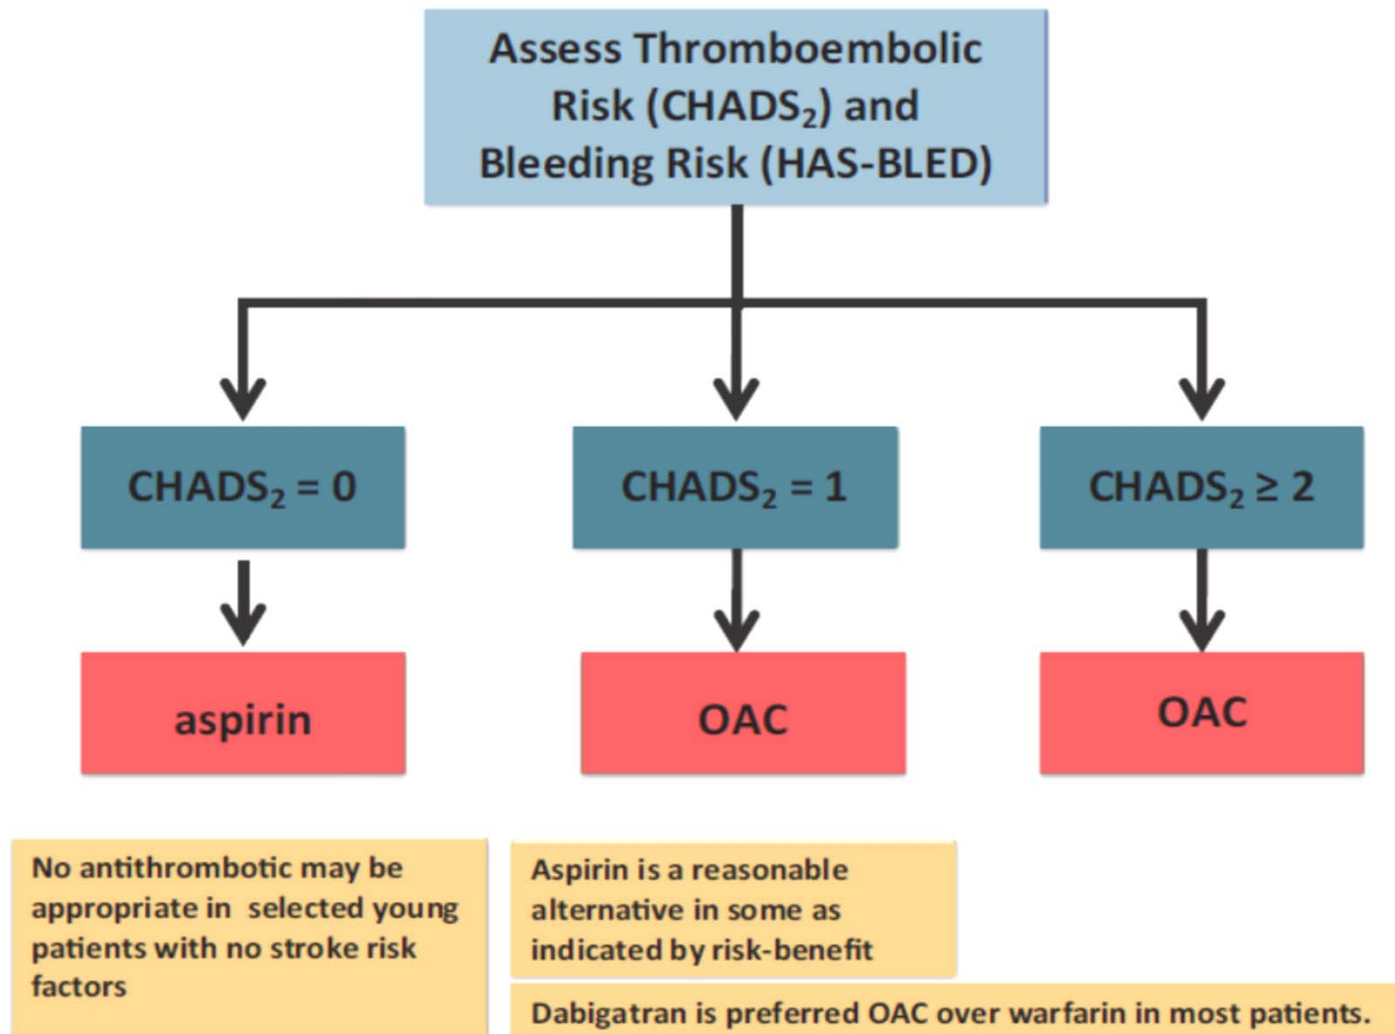 Assess Thromboembolic
Risk (CHADS₂) and
Bleeding Risk (HAS-BLED)
CHADS₂ = 0
CHADS₂ = 1
CHADS₂ ≥ 2
aspirin
OAC
OAC
No antithrombotic may be
appropriate in selected young
patients with no stroke risk
factors
Aspirin is a reasonable
alternative in some as
indicated by risk-benefit
Dabigatran is preferred OAC over warfarin in most patients.